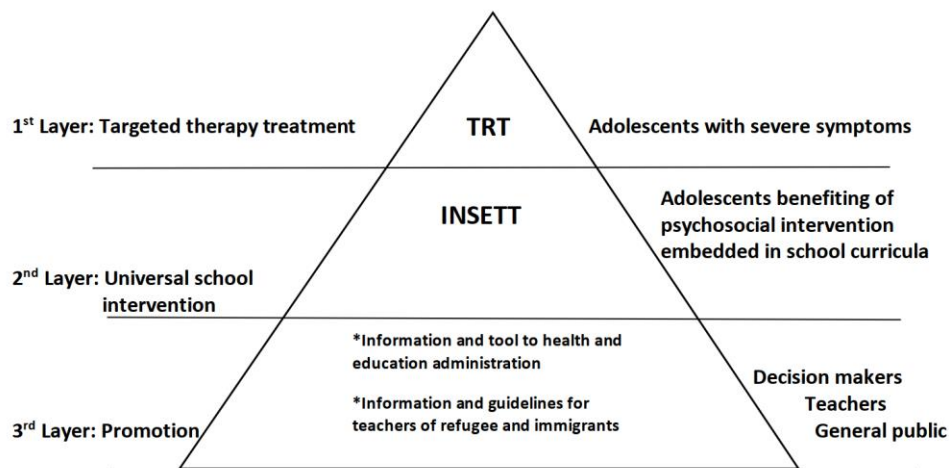 1st Layer: Targeted therapy treatment
TRT
Adolescents with severe symptoms
INSETT
Adolescents benefiting of
psychosocial intervention
embedded in school curricula
2nd Layer: Universal school
intervention
*Information and tool to health and
education administration
*Information and guidelines for
teachers of refugee and immigrants
3rd Layer: Promotion
Decision makers
Teachers
General public